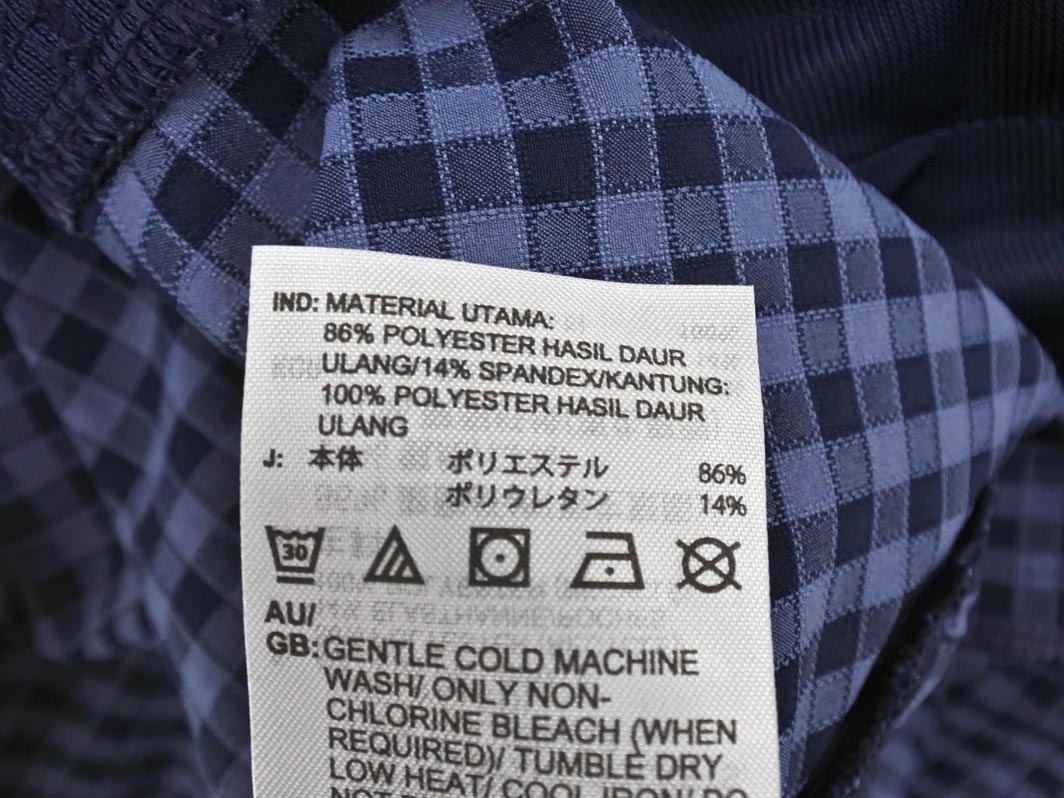 IND: MATERIAL UTAMA:
86% POLYESTER HASIL DAUR
ULANG/14% SPANDEX/KANTUNG:
100% POLYESTER HASIL DAUR
ULANG
J: 本体 ポリエステル 86%
ポリウレタン 14%
30
AU/
GB: GENTLE COLD MACHINE
WASH/ ONLY NON-
CHLORINE BLEACH (WHEN
REQUIRED)/ TUMBLE DRY
LOW HEAT/ COOL IRON/ DO